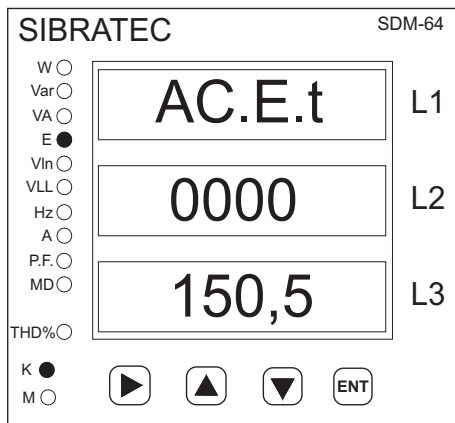 SIBRATEC SDM-64
W
Var
VA
E
Vln
VLL
Hz
A
P.F.
MD
THD%
K
M
AC.E.t L1
0000 L2
150,5 L3
ENT